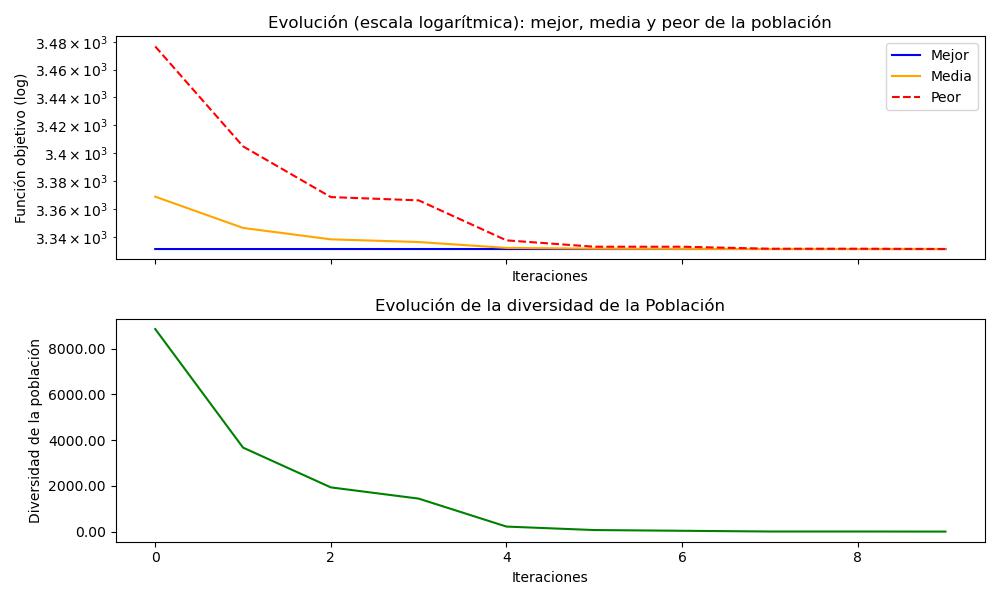 Evolución (escala logarítmica): mejor, media y peor de la población
3.48 × 10³
3.46 × 10³
3.44 × 10³
3.42 × 10³
3.4 × 10³
3.38 × 10³
3.36 × 10³
3.34 × 10³
Función objetivo (log)
Mejor
Media
Peor
Iteraciones
Evolución de la diversidad de la Población
8000.00
6000.00
4000.00
2000.00
0.00
Diversidad de la población
0 2 4 6 8
Iteraciones